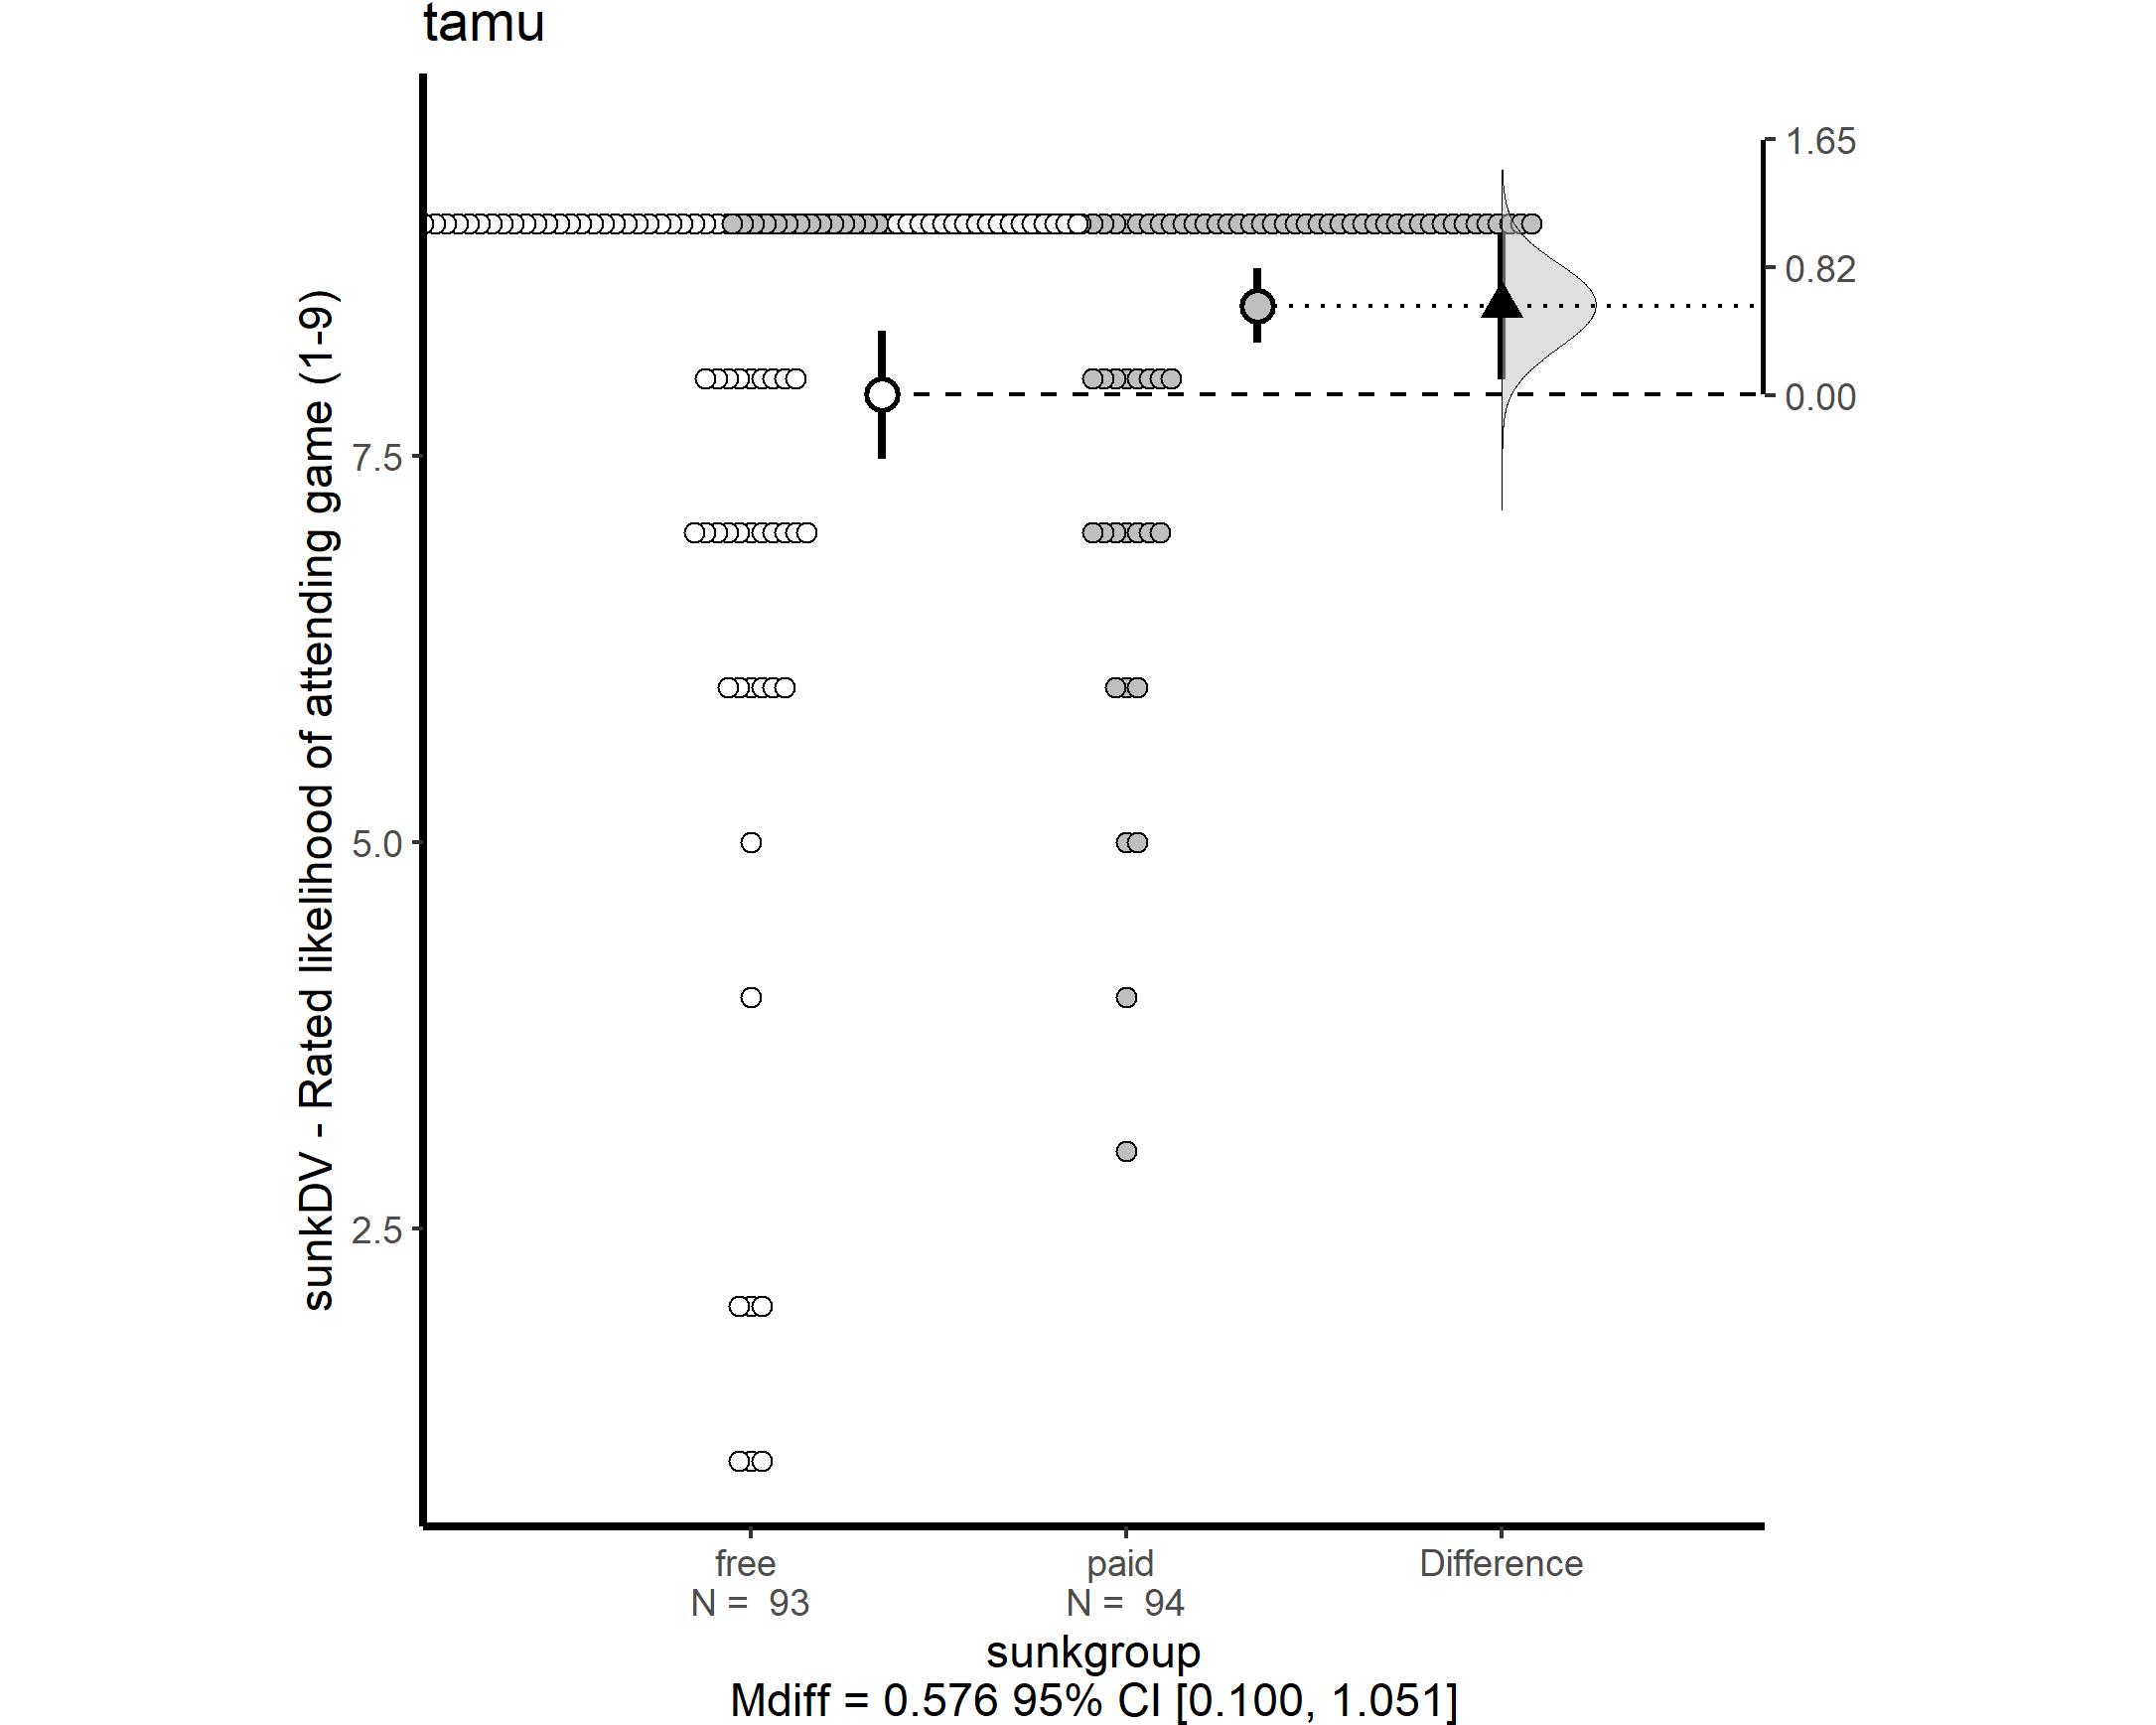 tamu
sunkDV - Rated likelihood of attending game (1-9)
7.5
5.0
2.5
1.65
0.82
0.00
free
N =  93
paid
N =  94
Difference
sunkgroup
Mdiff = 0.576 95% CI [0.100, 1.051]